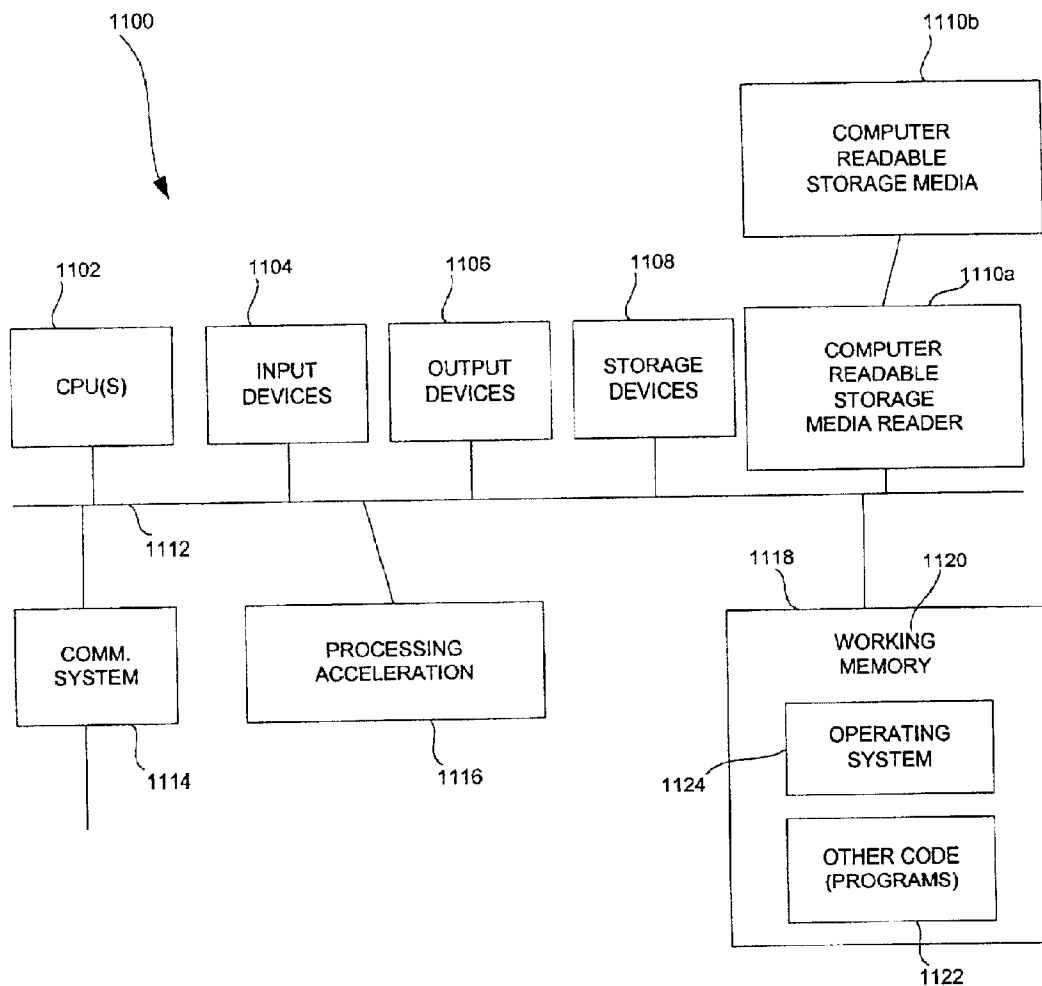 1100
1110b
COMPUTER
READABLE
STORAGE MEDIA
1102
1104
1106
1108
1110a
CPU(S)
INPUT
DEVICES
OUTPUT
DEVICES
STORAGE
DEVICES
COMPUTER
READABLE
STORAGE
MEDIA READER
1112
1118
1120
COMM.
SYSTEM
PROCESSING
ACCELERATION
WORKING
MEMORY
1114
1116
OPERATING
SYSTEM
1124
OTHER CODE
(PROGRAMS)
1122